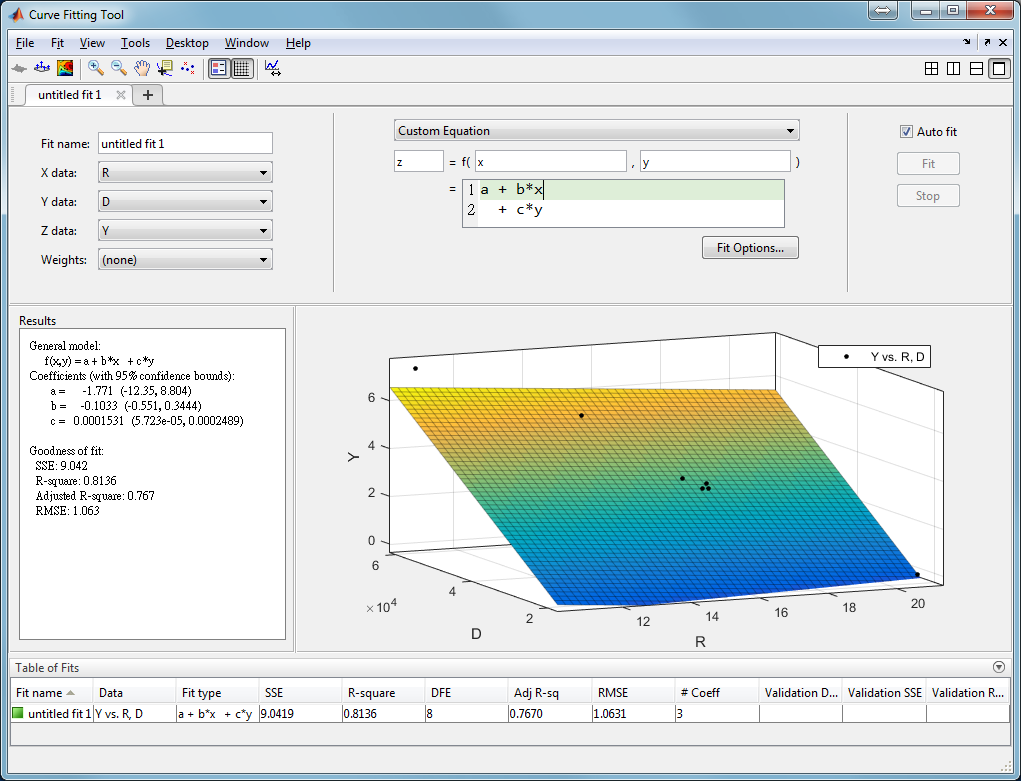 Curve Fitting Tool
File Fit View Tools Desktop Window Help
untitled fit 1
Fit name: untitled fit 1
X data: R
Y data: D
Z data: Y
Weights: (none)
Custom Equation
z = f( x , y )
= 1 a + b*x
2 + c*y
Fit Options...
Auto fit
Fit
Stop
Results
General model:
f(x,y) = a + b*x + c*y
Coefficients (with 95% confidence bounds):
a = -1.771 (-12.35, 8.804)
b = -0.1033 (-0.551, 0.3444)
c = 0.0001531 (5.723e-05, 0.0002489)
Goodness of fit:
SSE: 9.042
R-square: 0.8136
Adjusted R-square: 0.767
RMSE: 1.063
Y vs. R, D
6
4
2
0
Y
6
4
2
×10^4
D
12
14
16
18
20
R
Table of Fits
Fit name Data Fit type SSE R-square DFE Adj R-sq RMSE # Coeff Validation D... Validation SSE Validation R...
untitled fit 1 Y vs. R, D a + b*x + c*y 9.0419 0.8136 8 0.7670 1.0631 3